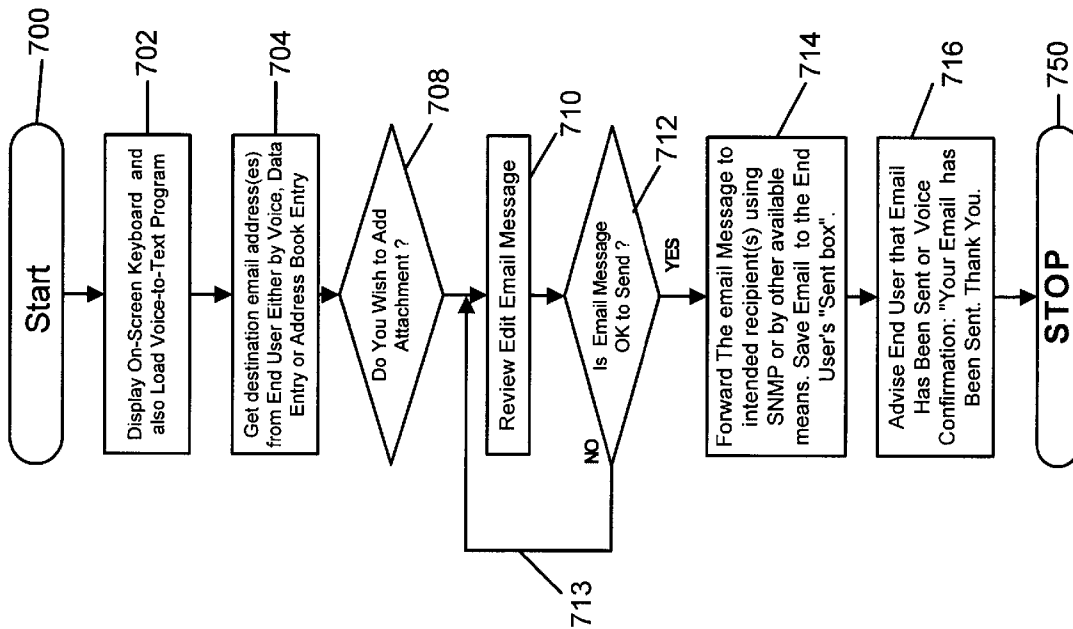 Start
700
Display On-Screen Keyboard and
also Load Voice-to-Text Program
702
Get destination email address(es)
from End User Either by Voice, Data
Entry or Address Book Entry
704
Do You Wish to Add
Attachment ?
708
Review Edit Email Message
710
Is Email Message
OK to Send ?
712
NO
YES
713
Forward The email Message to
intended recipient(s) using
SNMP or by other available
means. Save Email to the End
User's "Sent box".
714
Advise End User that Email
Has Been Sent or Voice
Confirmation: "Your Email has
Been Sent. Thank You.
716
STOP
750